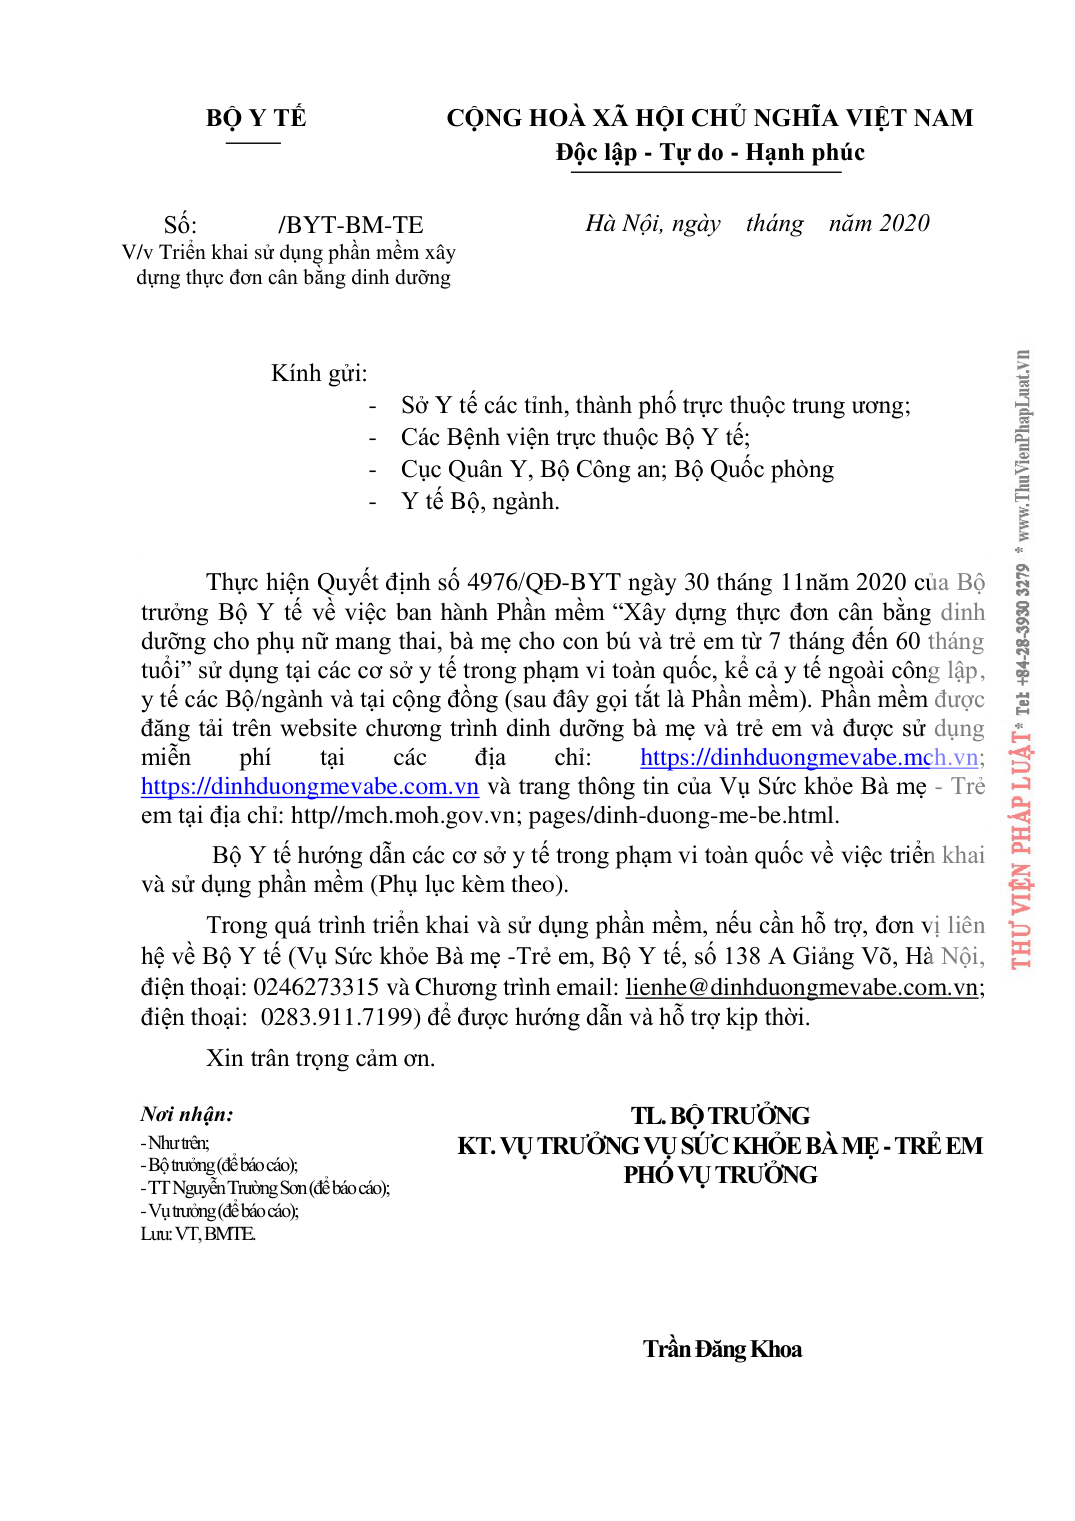 BỘ Y TẾ
CỘNG HOÀ XÃ HỘI CHỦ NGHĨA VIỆT NAM
Độc lập - Tự do - Hạnh phúc
Số: /BYT-BM-TE
Hà Nội, ngày tháng năm 2020
V/v Triển khai sử dụng phần mềm xây
dựng thực đơn cân bằng dinh dưỡng
Kính gửi:
- Sở Y tế các tỉnh, thành phố trực thuộc trung ương;
- Các Bệnh viện trực thuộc Bộ Y tế;
- Cục Quân Y, Bộ Công an; Bộ Quốc phòng
- Y tế Bộ, ngành.
Thực hiện Quyết định số 4976/QĐ-BYT ngày 30 tháng 11năm 2020 của Bộ
trưởng Bộ Y tế về việc ban hành Phần mềm “Xây dựng thực đơn cân bằng dinh
dưỡng cho phụ nữ mang thai, bà mẹ cho con bú và trẻ em từ 7 tháng đến 60 tháng
tuổi” sử dụng tại các cơ sở y tế trong phạm vi toàn quốc, kể cả y tế ngoài công lập,
y tế các Bộ/ngành và tại cộng đồng (sau đây gọi tắt là Phần mềm). Phần mềm được
đăng tải trên website chương trình dinh dưỡng bà mẹ và trẻ em và được sử dụng
miễn phí tại các địa chỉ: https://dinhduongmevabe.mch.vn;
https://dinhduongmevabe.com.vn và trang thông tin của Vụ Sức khỏe Bà mẹ - Trẻ
em tại địa chỉ: http//mch.moh.gov.vn; pages/dinh-duong-me-be.html.
Bộ Y tế hướng dẫn các cơ sở y tế trong phạm vi toàn quốc về việc triển khai
và sử dụng phần mềm (Phụ lục kèm theo).
Trong quá trình triển khai và sử dụng phần mềm, nếu cần hỗ trợ, đơn vị liên
hệ về Bộ Y tế (Vụ Sức khỏe Bà mẹ -Trẻ em, Bộ Y tế, số 138 A Giảng Võ, Hà Nội,
điện thoại: 0246273315 và Chương trình email: lienhe@dinhduongmevabe.com.vn;
điện thoại: 0283.911.7199) để được hướng dẫn và hỗ trợ kịp thời.
Xin trân trọng cảm ơn.
Nơi nhận:
- Như trên;
- Bộ trưởng (để báo cáo);
- TT Nguyễn Trường Sơn (để báo cáo);
- Vụ trưởng (để báo cáo);
Lưu: VT, BMTE.
TL. BỘ TRƯỞNG
KT. VỤ TRƯỞNG VỤ SỨC KHỎE BÀ MẸ - TRẺ EM
PHÓ VỤ TRƯỞNG
Trần Đăng Khoa
THƯ VIỆN PHÁP LUẬT * Tel: +84-28-3930 3279 * www.ThuVienPhapLuat.vn